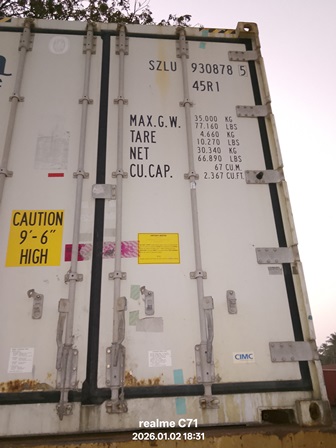 SZLU 930878 5
45R1
MAX.G.W. 35.000 KG
77.160 LBS
TARE 4.660 KG
10.270 LBS
NET 30.340 KG
66.890 LBS
CU.CAP. 67 CU.M.
2.367 CU.FT.
CAUTION
9'-6"
HIGH
CIMC
realme C71
2026.01.02 18:31